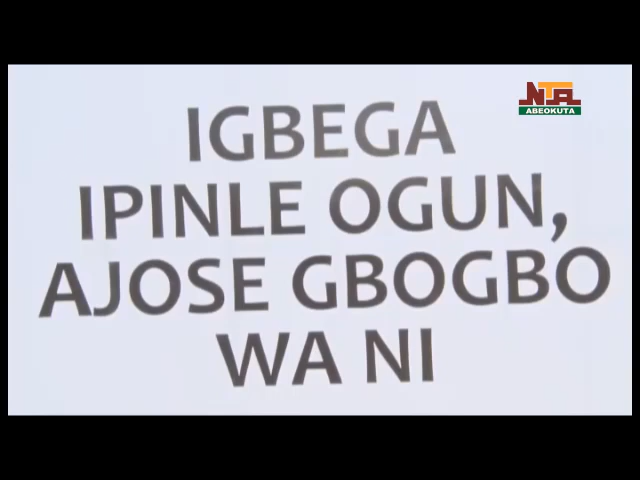 NTA
ABEOKUTA
IGBEGA
IPINLE OGUN,
AJOSE GBOGBO
WA NI